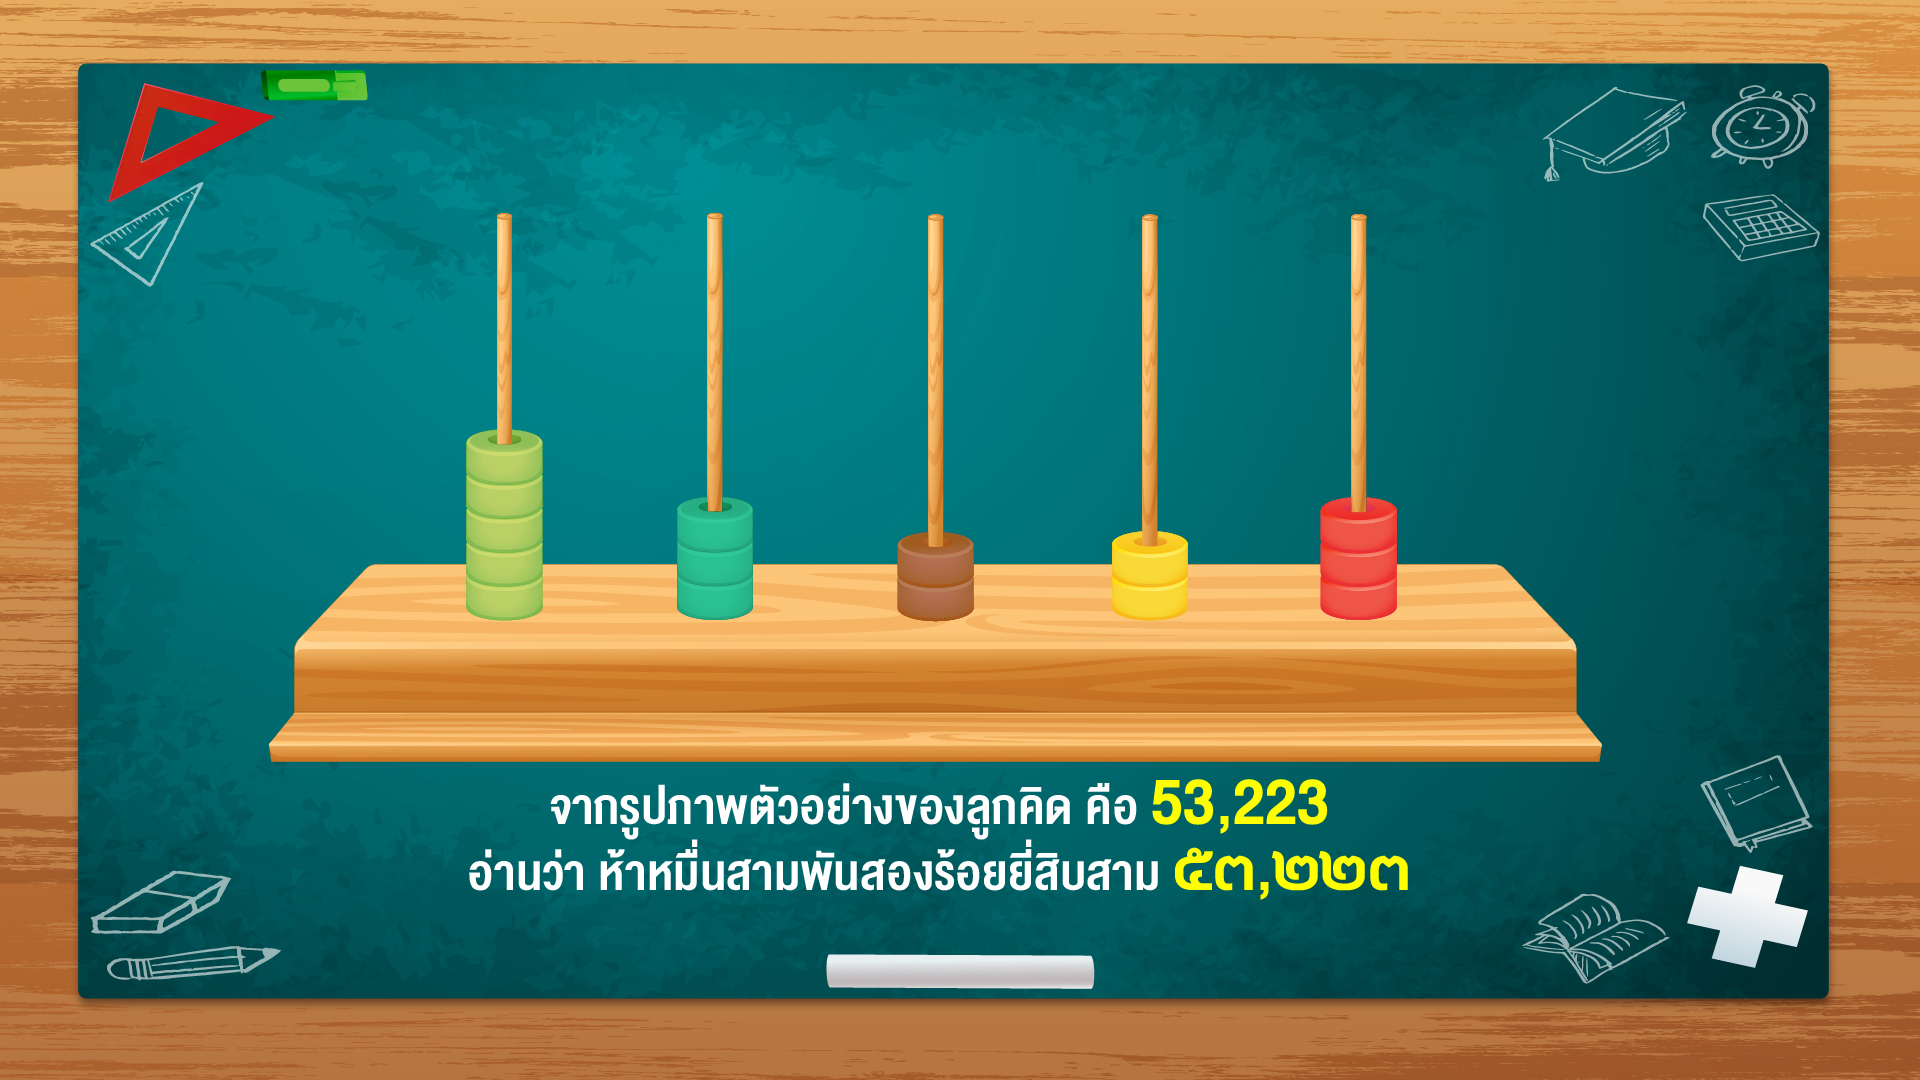 จากรูปภาพตัวอย่างของลูกคิด คือ 53,223
อ่านว่า ห้าหมื่นสามพันสองร้อยยี่สิบสาม ๕๓,๒๒๓